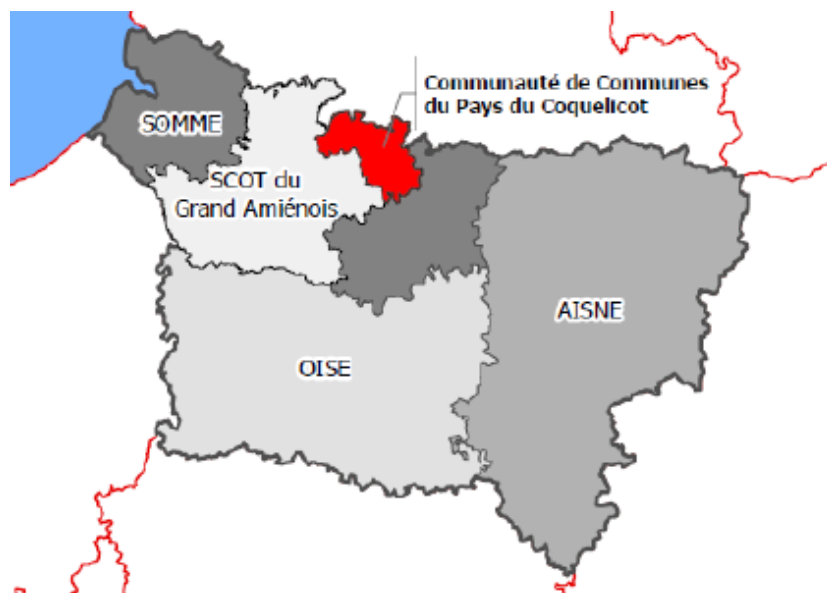 Communauté de Communes
du Pays du Coquelicot
SOMME
SCOT du
Grand Amiénois
AISNE
OISE